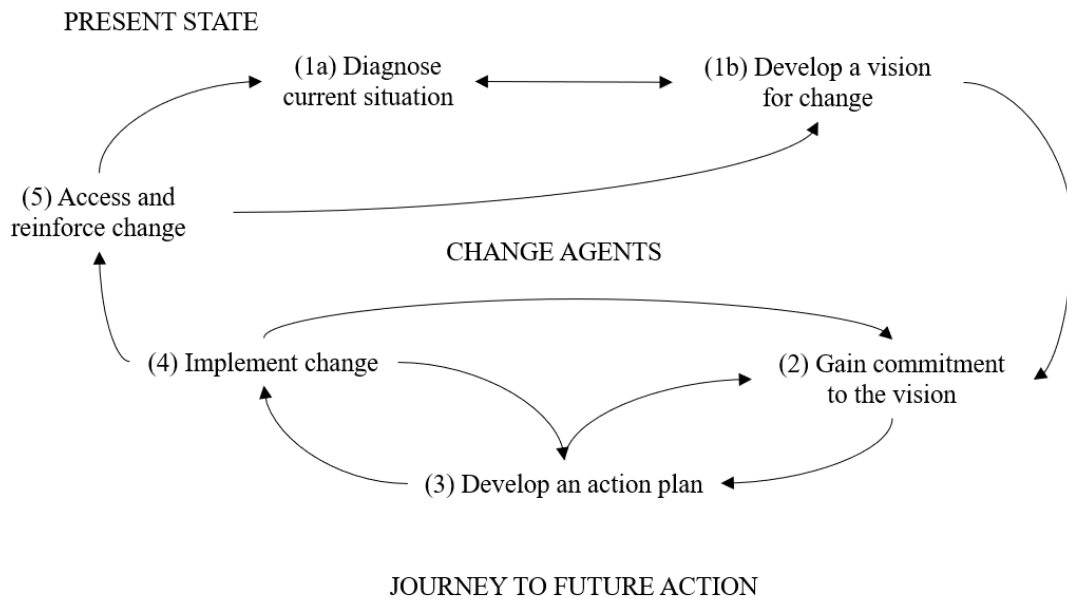 PRESENT STATE
(1a) Diagnose
current situation
(1b) Develop a vision
for change
(5) Access and
reinforce change
CHANGE AGENTS
(4) Implement change
(2) Gain commitment
to the vision
(3) Develop an action plan
JOURNEY TO FUTURE ACTION